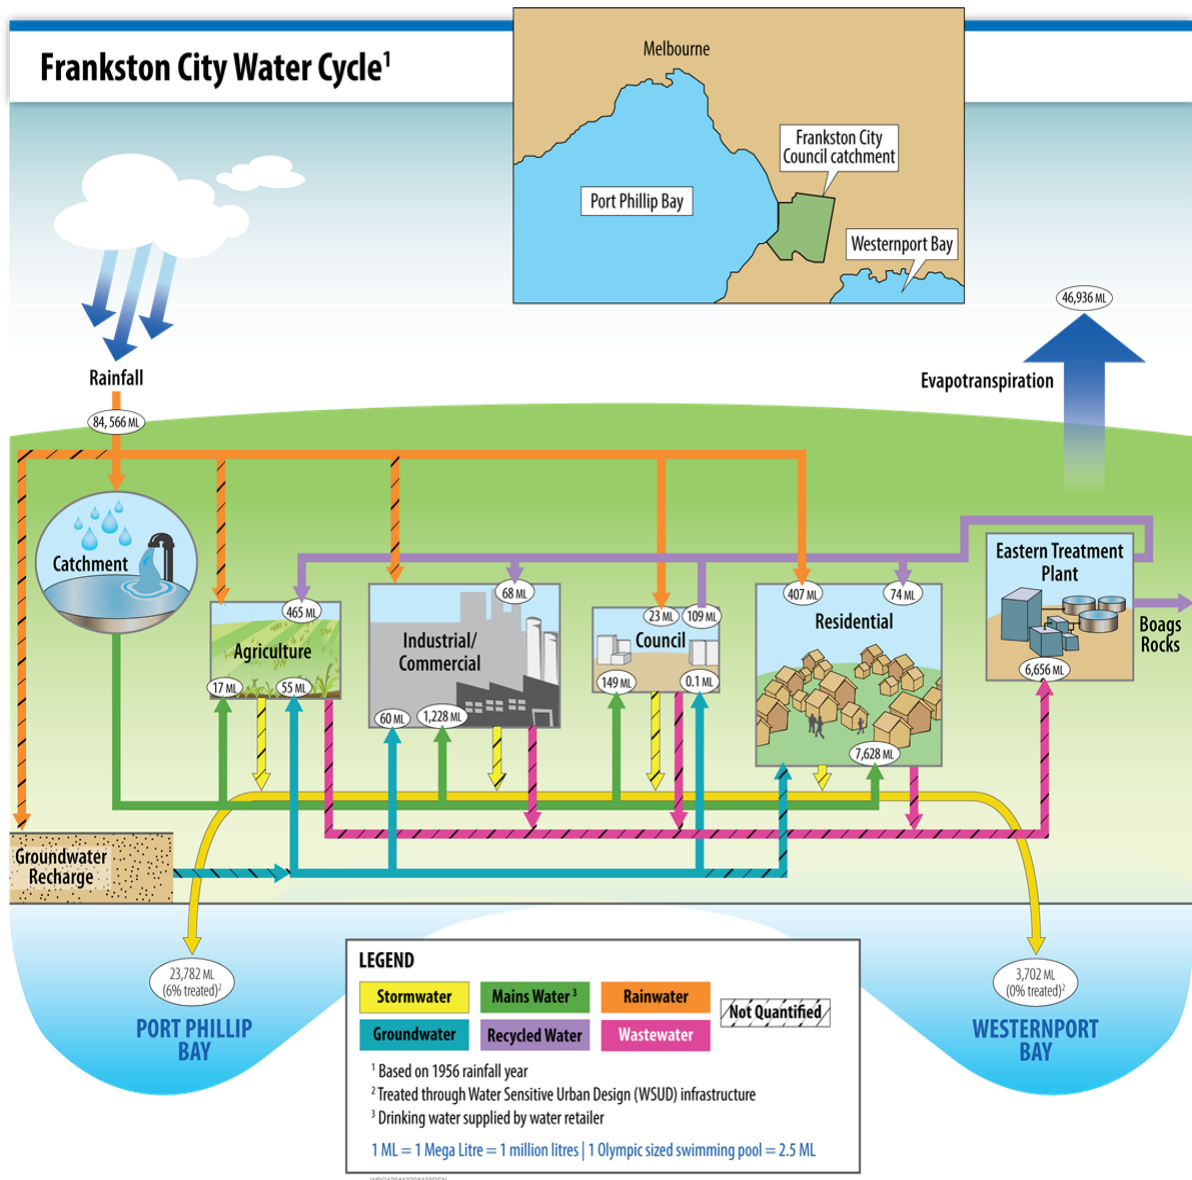 Frankston City Water Cycle¹
Melbourne
Frankston City
Council catchment
Port Phillip Bay
Westernport Bay
46,936 ML
Rainfall
Evapotranspiration
84, 566 ML
Catchment
Eastern Treatment
Plant
68 ML
407 ML
74 ML
465 ML
23 ML
109 ML
Boags
Rocks
Residential
Industrial/
Commercial
Council
Agriculture
6,656 ML
17 ML
55 ML
149 ML
0.1 ML
60 ML
1,228 ML
7,628 ML
Groundwater
Recharge
23,782 ML
(6% treated)²
3,702 ML
(0% treated)²
PORT PHILLIP
BAY
WESTERNPORT
BAY
LEGEND
Stormwater
Mains Water ³
Rainwater
Not Quantified
Groundwater
Recycled Water
Wastewater
¹ Based on 1956 rainfall year
² Treated through Water Sensitive Urban Design (WSUD) infrastructure
³ Drinking water supplied by water retailer
1 ML = 1 Mega Litre = 1 million litres | 1 Olympic sized swimming pool = 2.5 ML